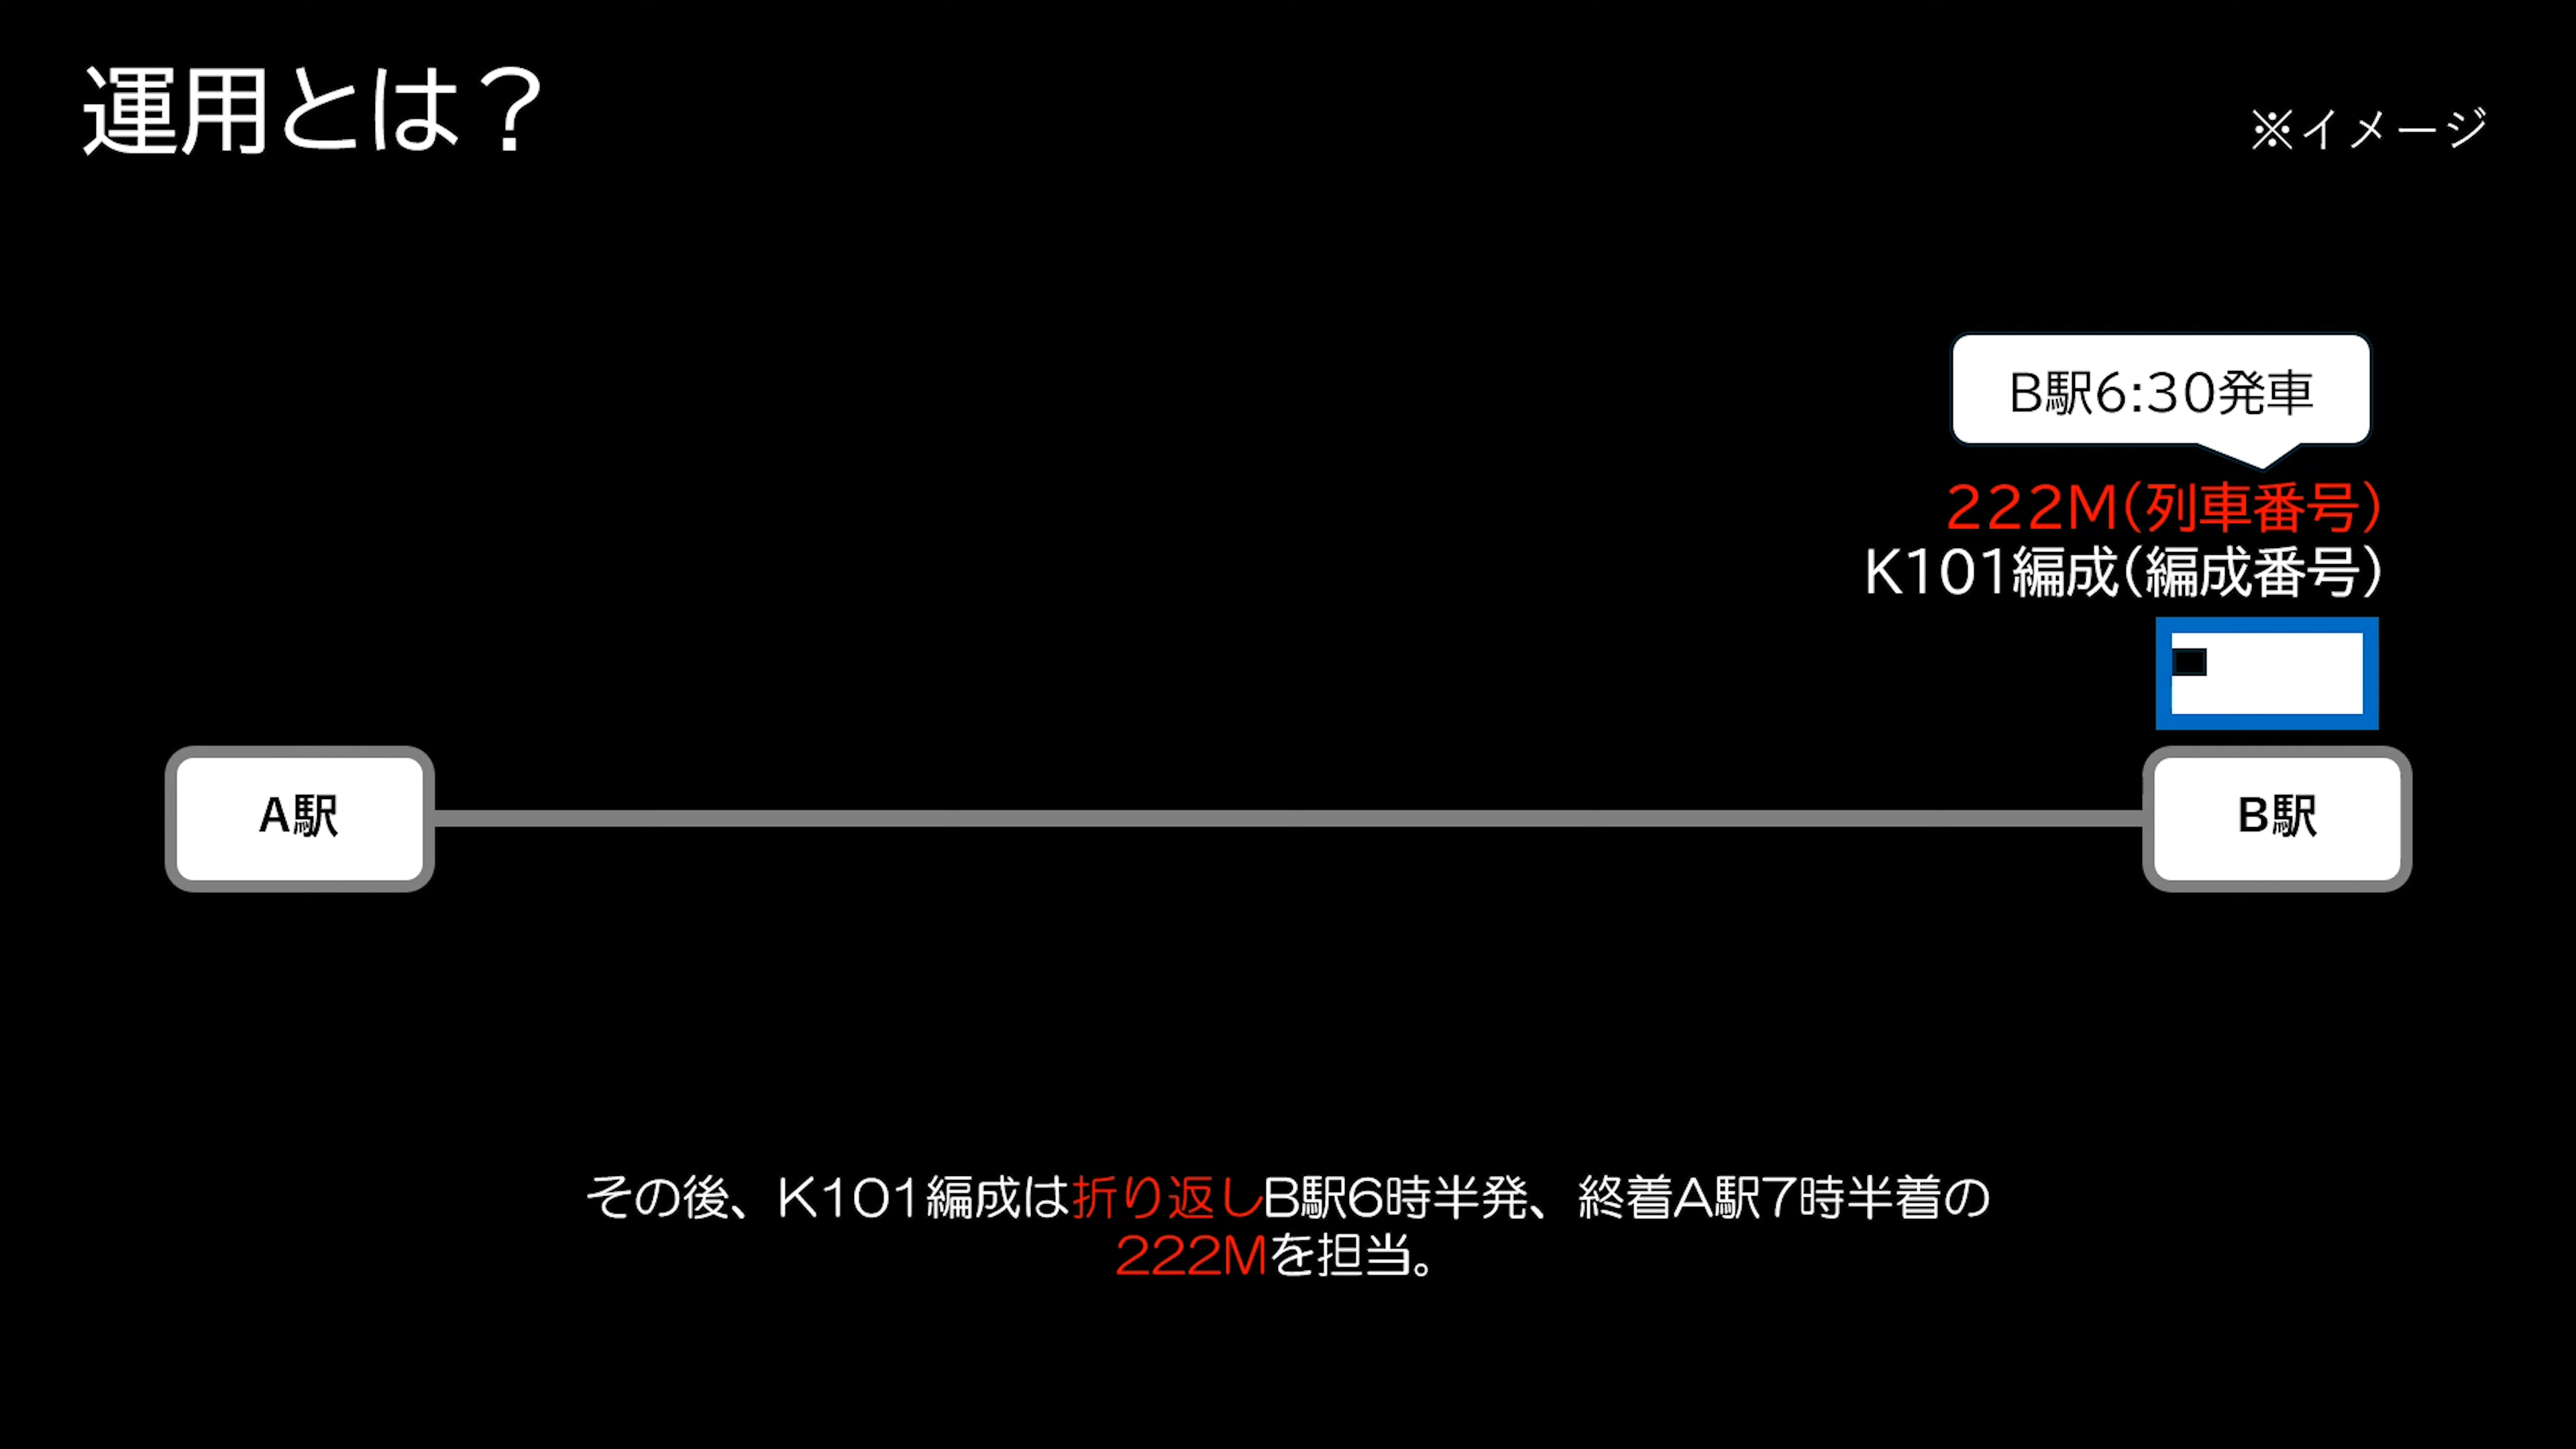 運用とは？
※イメージ
B駅6:30発車
222M(列車番号)
K101編成(編成番号)
A駅
B駅
その後、K101編成は折り返しB駅6時半発、終着A駅7時半着の
222Mを担当。